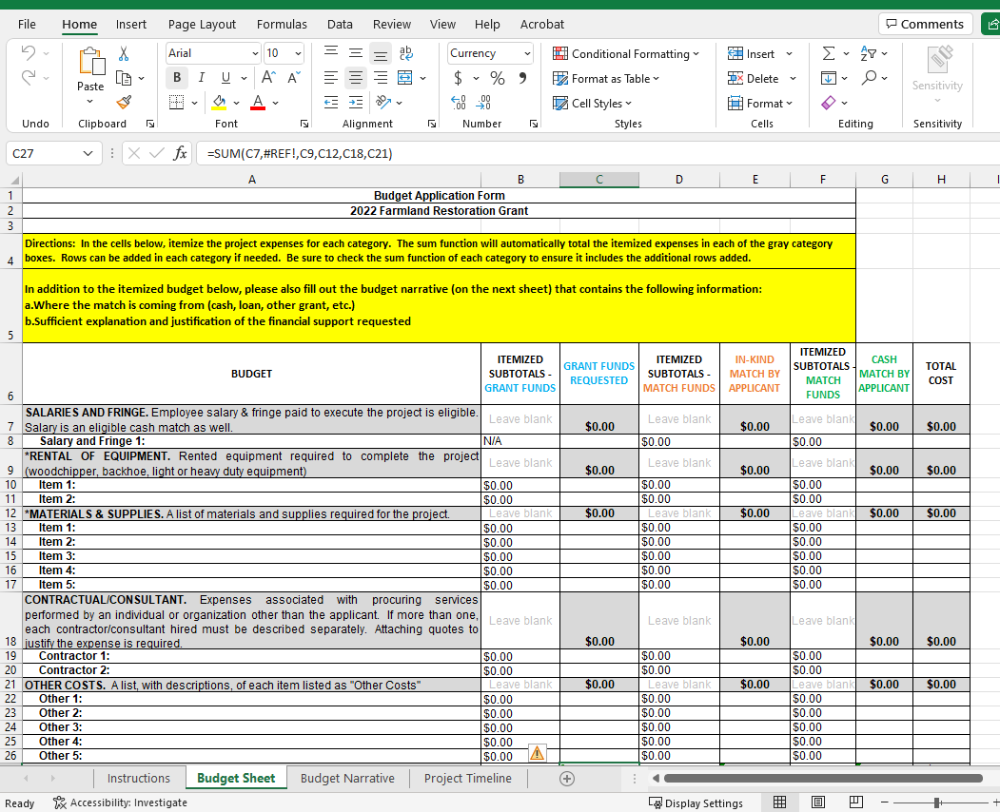 File Home Insert Page Layout Formulas Data Review View Help Acrobat Comments
Arial 10 Currency Conditional Formatting Insert
Paste B I U A A $ % , Format as Table Delete Sensitivity
A Cell Styles Format
Undo Clipboard Font Alignment Number Styles Cells Editing Sensitivity
C27 fx =SUM(C7,#REF!,C9,C12,C18,C21)
A B C D E F G H I
1 Budget Application Form
2 2022 Farmland Restoration Grant
3
Directions: In the cells below, itemize the project expenses for each category. The sum function will automatically total the itemized expenses in each of the gray category
4 boxes. Rows can be added in each category if needed. Be sure to check the sum function of each category to ensure it includes the additional rows added.
In addition to the itemized budget below, please also fill out the budget narrative (on the next sheet) that contains the following information:
a.Where the match is coming from (cash, loan, other grant, etc.)
b.Sufficient explanation and justification of the financial support requested
5
6 BUDGET
ITEMIZED
SUBTOTALS -
GRANT FUNDS
GRANT FUNDS
REQUESTED
ITEMIZED
SUBTOTALS -
MATCH FUNDS
IN-KIND
MATCH BY
APPLICANT
ITEMIZED
SUBTOTALS -
MATCH
FUNDS
CASH
MATCH BY
APPLICANT
TOTAL
COST
SALARIES AND FRINGE. Employee salary & fringe paid to execute the project is eligible.
7 Salary is an eligible cash match as well. Leave blank $0.00 Leave blank $0.00 Leave blank $0.00 $0.00
8 Salary and Fringe 1: N/A $0.00 $0.00
*RENTAL OF EQUIPMENT. Rented equipment required to complete the project
9 (woodchipper, backhoe, light or heavy duty equipment) Leave blank $0.00 Leave blank $0.00 Leave blank $0.00 $0.00
10 Item 1: $0.00 $0.00 $0.00
11 Item 2: $0.00 $0.00 $0.00
12 *MATERIALS & SUPPLIES. A list of materials and supplies required for the project. Leave blank $0.00 Leave blank $0.00 Leave blank $0.00 $0.00
13 Item 1: $0.00 $0.00 $0.00
14 Item 2: $0.00 $0.00 $0.00
15 Item 3: $0.00 $0.00 $0.00
16 Item 4: $0.00 $0.00 $0.00
17 Item 5: $0.00 $0.00 $0.00
CONTRACTUAL/CONSULTANT. Expenses associated with procuring services
performed by an individual or organization other than the applicant. If more than one,
each contractor/consultant hired must be described separately. Attaching quotes to
18 justify the expense is required. Leave blank $0.00 Leave blank $0.00 Leave blank $0.00 $0.00
19 Contractor 1: $0.00 $0.00 $0.00
20 Contractor 2: $0.00 $0.00 $0.00
21 OTHER COSTS. A list, with descriptions, of each item listed as "Other Costs" Leave blank $0.00 Leave blank $0.00 Leave blank $0.00 $0.00
22 Other 1: $0.00 $0.00 $0.00
23 Other 2: $0.00 $0.00 $0.00
24 Other 3: $0.00 $0.00 $0.00
25 Other 4: $0.00 $0.00 $0.00
26 Other 5: $0.00 $0.00 $0.00
Instructions Budget Sheet Budget Narrative Project Timeline
Ready Accessibility: Investigate Display Settings